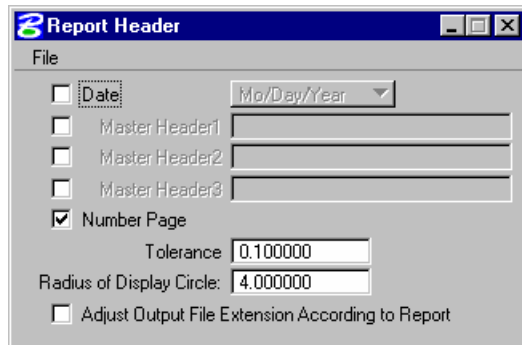 Report Header
File
Date Mo/Day/Year
Master Header1
Master Header2
Master Header3
Number Page
Tolerance 0.100000
Radius of Display Circle: 4.000000
Adjust Output File Extension According to Report